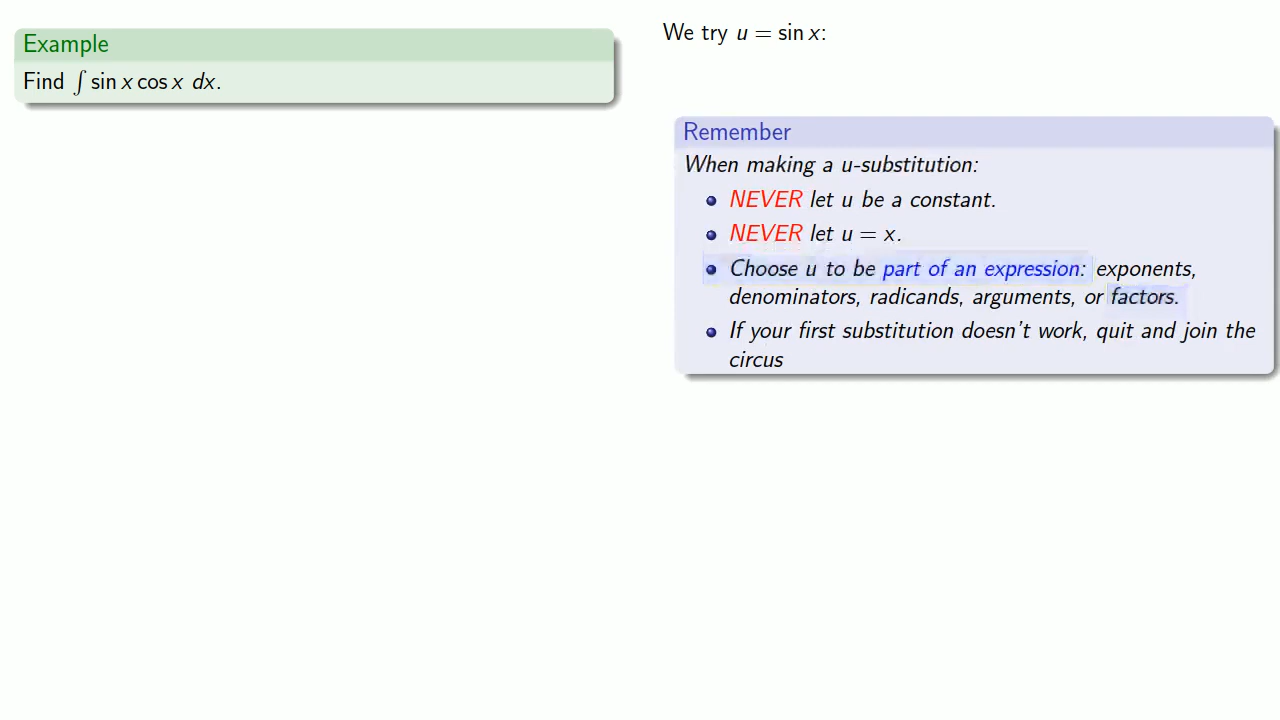 Example
Find ∫ sin x cos x dx.
We try u = sin x:
Remember
When making a u-substitution:
• NEVER let u be a constant.
• NEVER let u = x.
• Choose u to be part of an expression: exponents,
denominators, radicands, arguments, or factors.
• If your first substitution doesn't work, quit and join the
circus